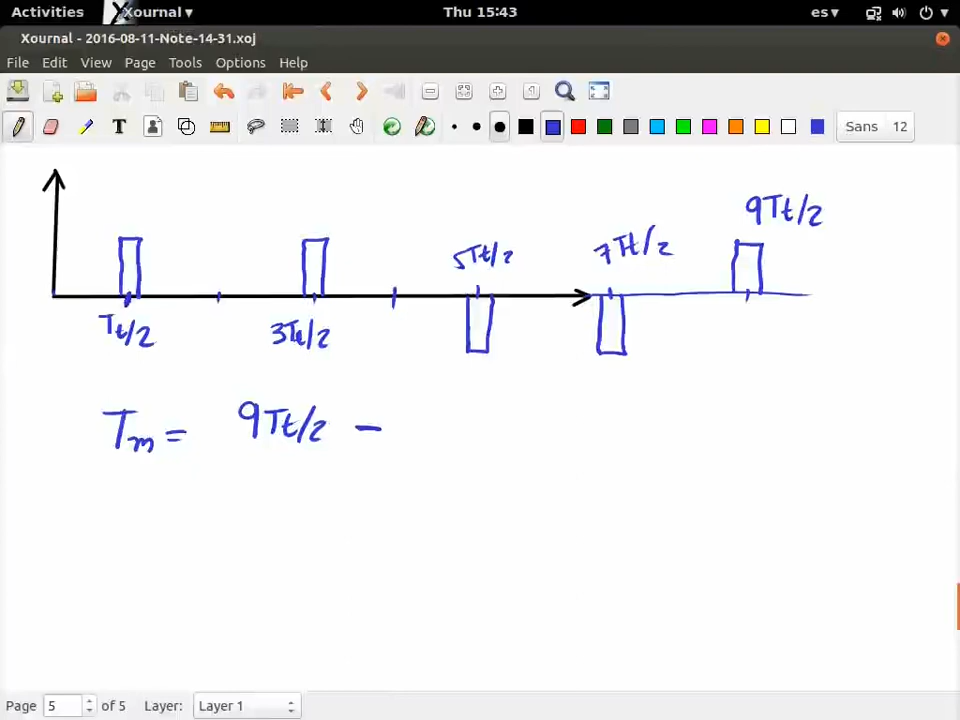 Activities Xournal ▾ Thu 15:43 es ▾
Xournal - 2016-08-11-Note-14-31.xoj
File Edit View Page Tools Options Help
Sans 12
9Tt/2
5Tt/2 7Tt/2
Tt/2 3Tt/2
Tm = 9Tt/2 -
Page 5 of 5 Layer: Layer 1